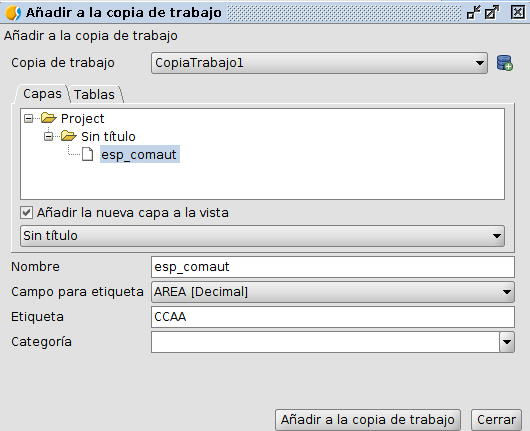 Añadir a la copia de trabajo
Añadir a la copia de trabajo
Copia de trabajo CopiaTrabajo1
Capas Tablas
Project
Sin título
esp_comaut
Añadir la nueva capa a la vista
Sin título
Nombre esp_comaut
Campo para etiqueta AREA [Decimal]
Etiqueta CCAA
Categoría
Añadir a la copia de trabajo Cerrar